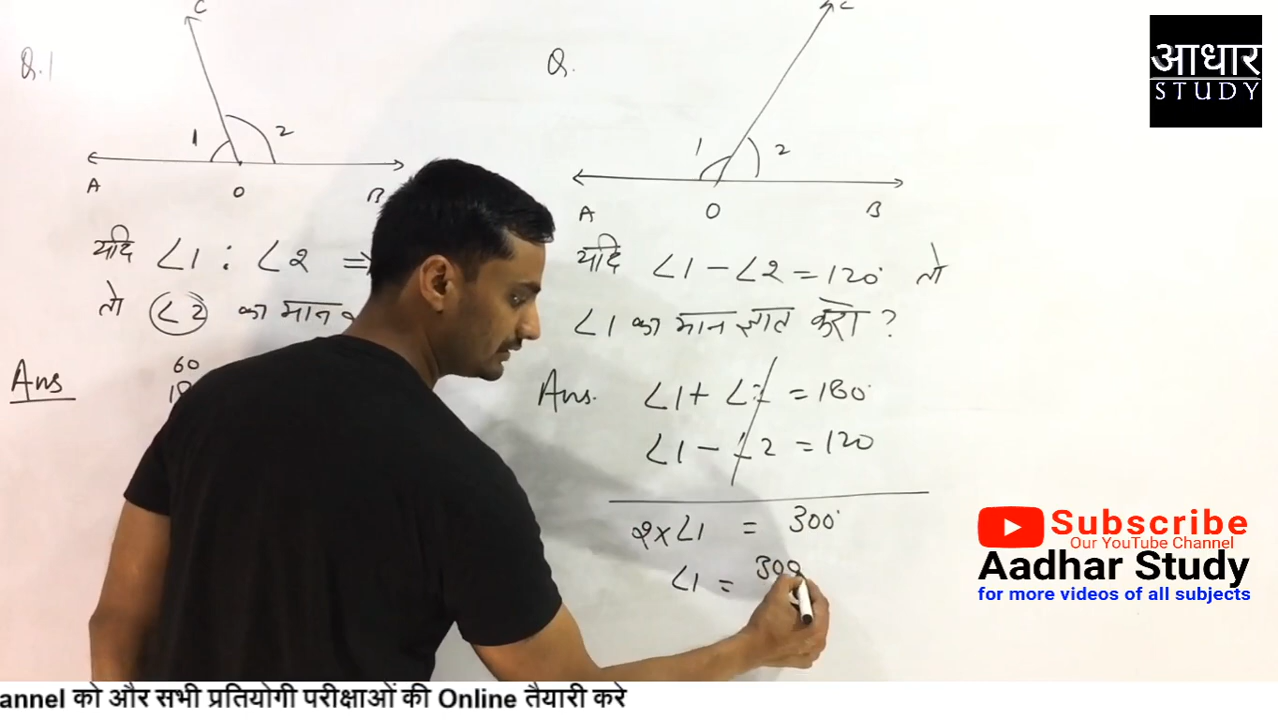 Q.1
C
1
2
A O B
यदि ∠1 : ∠2 ⇒
तो ∠2 का मान
Ans
60
Q.
C
1
2
A O B
यदि ∠1 − ∠2 = 120° तो
∠1 का मान ज्ञात करो ?
Ans. ∠1 + ∠2 = 180°
∠1 − ∠2 = 120
2×∠1 = 300°
∠1 = 300
आधार
STUDY
Subscribe
Our YouTube Channel
Aadhar Study
for more videos of all subjects
annel को और सभी प्रतियोगी परीक्षाओं की Online तैयारी करे